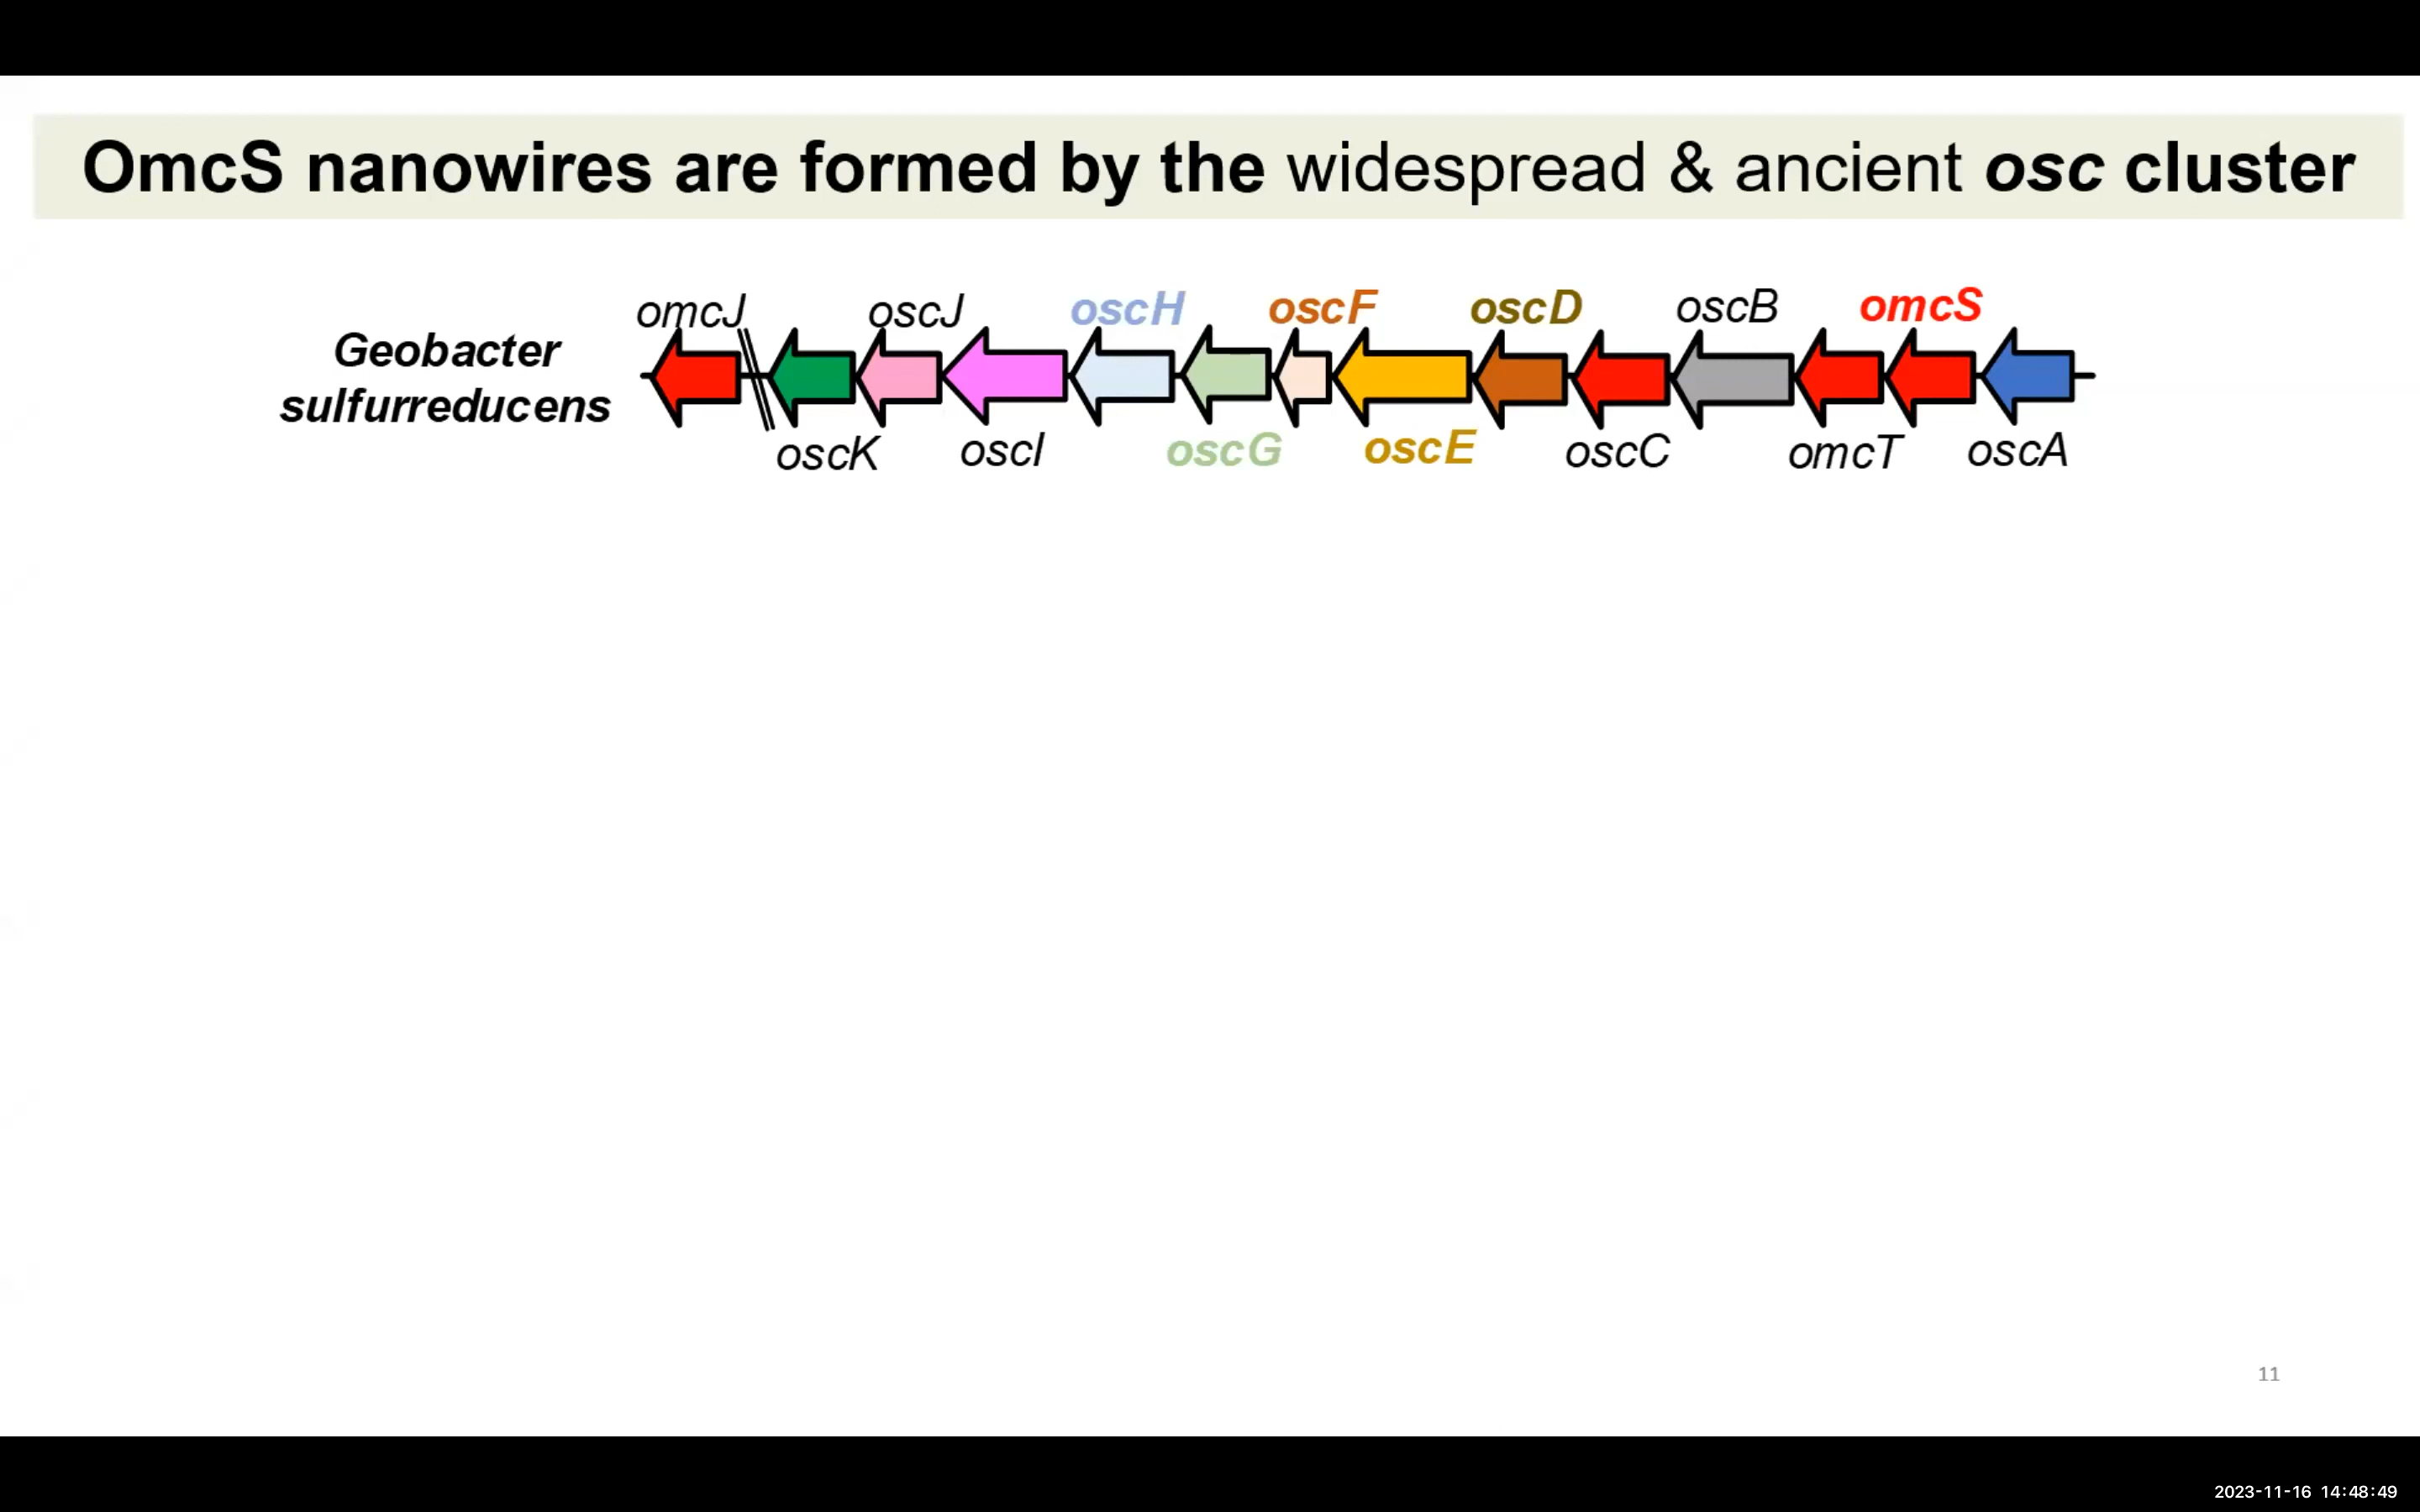 OmcS nanowires are formed by the widespread & ancient osc cluster
omcJ oscJ oscH oscF oscD oscB omcS
Geobacter
sulfurreducens
oscK oscI oscG oscE oscC omcT oscA
11
2023-11-16 14:48:49